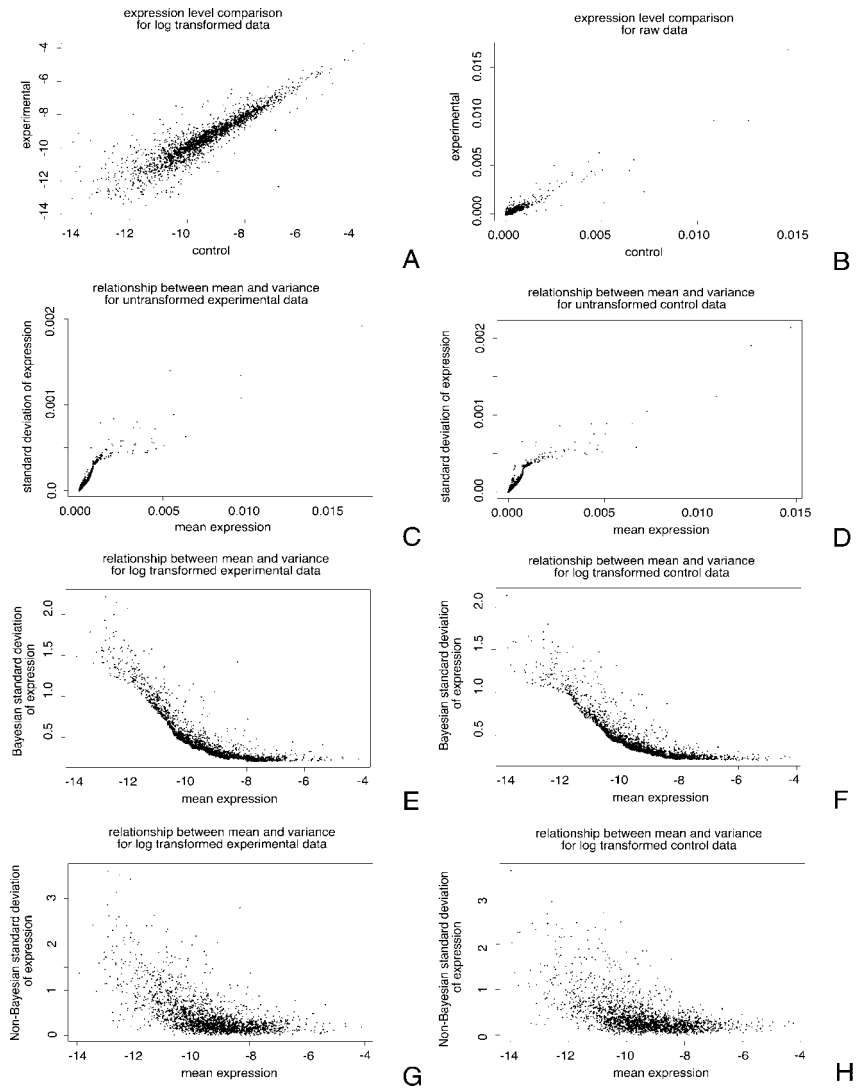 expression level comparison
for log transformed data
experimental
-4
-6
-8
-10
-12
-14
-14
-12
-10
-8
-6
-4
control
A
expression level comparison
for raw data
experimental
0.015
0.010
0.005
0.000
0.000
0.005
0.010
0.015
control
B
relationship between mean and variance
for untransformed experimental data
standard deviation of expression
0.002
0.001
0.0
0.000
0.005
0.010
0.015
mean expression
C
relationship between mean and variance
for untransformed control data
standard deviation of expression
0.002
0.001
0.00
0.000
0.005
0.010
0.015
mean expression
D
relationship between mean and variance
for log transformed experimental data
Bayesian standard deviation
of expression
2.0
1.5
1.0
0.5
-14
-12
-10
-8
-6
-4
mean expression
E
relationship between mean and variance
for log transformed control data
Bayesian standard deviation
of expression
2.0
1.5
1.0
0.5
-14
-12
-10
-8
-6
-4
mean expression
F
relationship between mean and variance
for log transformed experimental data
Non-Bayesian standard deviation
of expression
3
2
1
0
-14
-12
-10
-8
-6
-4
mean expression
G
relationship between mean and variance
for log transformed control data
Non-Bayesian standard deviation
of expression
3
2
1
0
-14
-12
-10
-8
-6
-4
mean expression
H